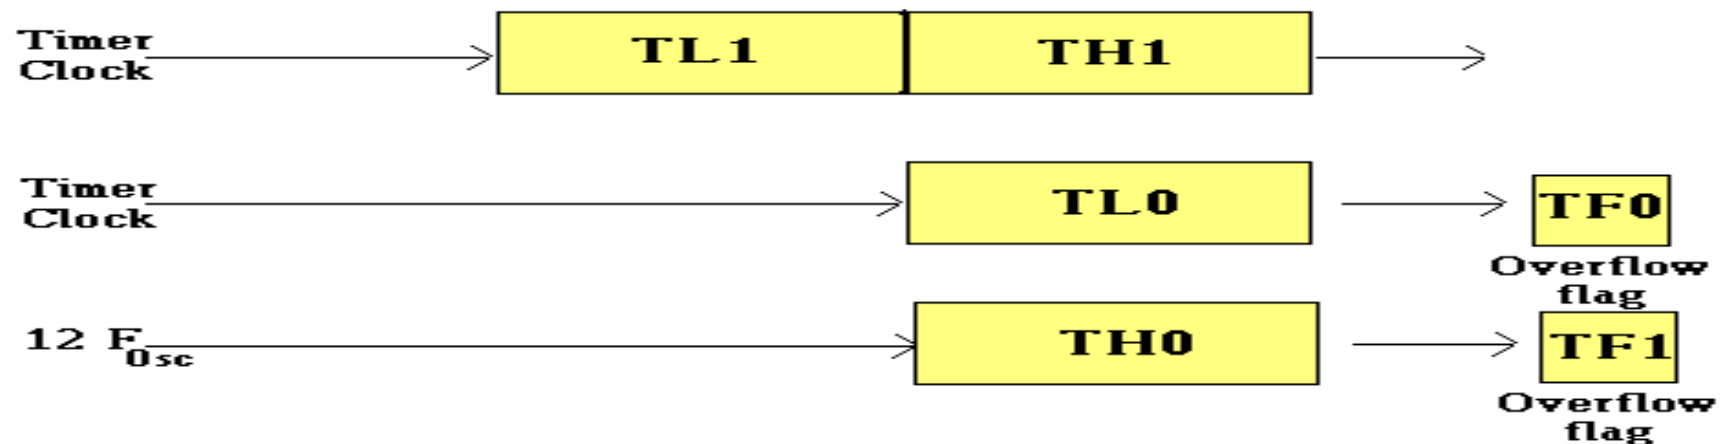 Timer
Clock
TL1
TH1
Timer
Clock
TL0
TF0
Overflow
flag
12 F Osc
TH0
TF1
Overflow
flag